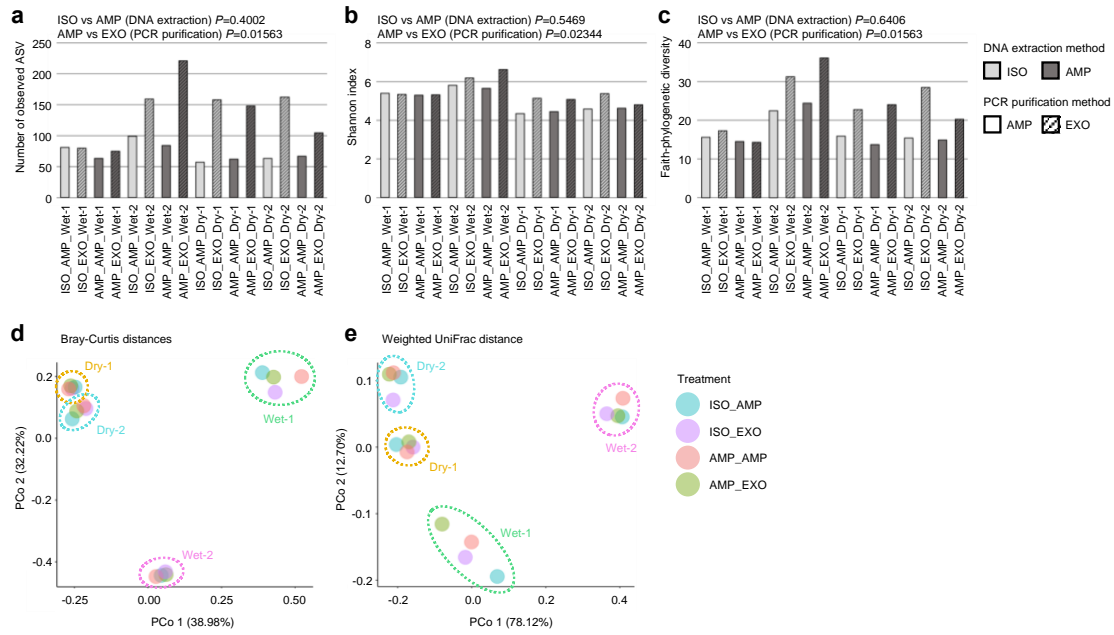 a
ISO vs AMP (DNA extraction) P=0.4002
AMP vs EXO (PCR purification) P=0.01563
Number of observed ASV
250
200
150
100
50
0
ISO_AMP_Wet-1
ISO_EXO_Wet-1
AMP_AMP_Wet-1
AMP_EXO_Wet-1
ISO_AMP_Wet-2
ISO_EXO_Wet-2
AMP_AMP_Wet-2
AMP_EXO_Wet-2
ISO_AMP_Dry-1
ISO_EXO_Dry-1
AMP_AMP_Dry-1
AMP_EXO_Dry-1
ISO_AMP_Dry-2
ISO_EXO_Dry-2
AMP_AMP_Dry-2
AMP_EXO_Dry-2
b
ISO vs AMP (DNA extraction) P=0.5469
AMP vs EXO (PCR purification) P=0.02344
Shannon index
8
6
4
2
0
ISO_AMP_Wet-1
ISO_EXO_Wet-1
AMP_AMP_Wet-1
AMP_EXO_Wet-1
ISO_AMP_Wet-2
ISO_EXO_Wet-2
AMP_AMP_Wet-2
AMP_EXO_Wet-2
ISO_AMP_Dry-1
ISO_EXO_Dry-1
AMP_AMP_Dry-1
AMP_EXO_Dry-1
ISO_AMP_Dry-2
ISO_EXO_Dry-2
AMP_AMP_Dry-2
AMP_EXO_Dry-2
c
ISO vs AMP (DNA extraction) P=0.6406
AMP vs EXO (PCR purification) P=0.01563
Faith-phylogenetic diversity
40
30
20
10
0
ISO_AMP_Wet-1
ISO_EXO_Wet-1
AMP_AMP_Wet-1
AMP_EXO_Wet-1
ISO_AMP_Wet-2
ISO_EXO_Wet-2
AMP_AMP_Wet-2
AMP_EXO_Wet-2
ISO_AMP_Dry-1
ISO_EXO_Dry-1
AMP_AMP_Dry-1
AMP_EXO_Dry-1
ISO_AMP_Dry-2
ISO_EXO_Dry-2
AMP_AMP_Dry-2
AMP_EXO_Dry-2
DNA extraction method
ISO AMP
PCR purification method
AMP EXO
d
Bray-Curtis distances
PCo 2 (32.22%)
0.2
0.0
-0.2
-0.4
Dry-1
Dry-2
Wet-1
Wet-2
-0.25 0.00 0.25 0.50
PCo 1 (38.98%)
e
Weighted UniFrac distance
PCo 2 (12.70%)
0.1
0.0
-0.1
-0.2
Dry-2
Wet-2
Dry-1
Wet-1
-0.2 0.0 0.2 0.4
PCo 1 (78.12%)
Treatment
ISO_AMP
ISO_EXO
AMP_AMP
AMP_EXO